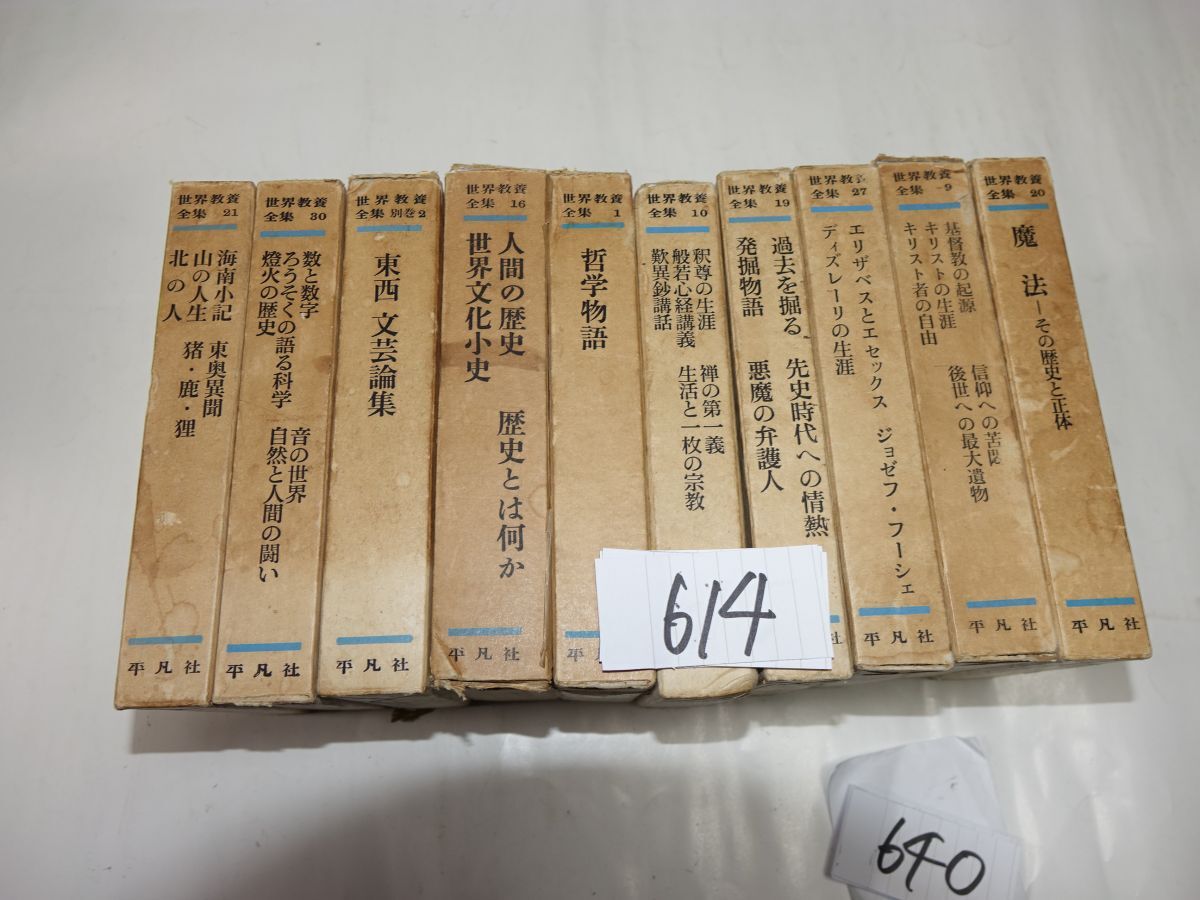 世界教養
全集 21
海南小記 東奥異聞
山の人生 猪・鹿・狸
北の人
平凡社
世界教養
全集 30
数と数字 音の世界
ろうそくの語る科学 自然と人間の闘い
燈火の歴史
平凡社
世界教養
全集 別巻2
東西文芸論集
平凡社
世界教養
全集 16
人間の歴史 歴史とは何か
世界文化小史
平凡社
世界教養
全集 1
哲学物語
平
世界教養
全集 10
釈尊の生涯 禅の第一義
般若心経講義 生活と一枚の宗教
歎異鈔講話
世界教養
全集 19
過去を掘る 先史時代への情熱
発掘物語 悪魔の弁護人
世界教養
全集 27
エリザベスとエセックス ジョゼフ・フーシェ
ディズレーリの生涯
平凡社
世界教養
全集 9
基督教の起源 信仰への苦闘
キリストの生涯 後世への最大遺物
キリスト者の自由
平凡社
世界教養
全集 20
魔法―その歴史と正体
平凡社
614
640